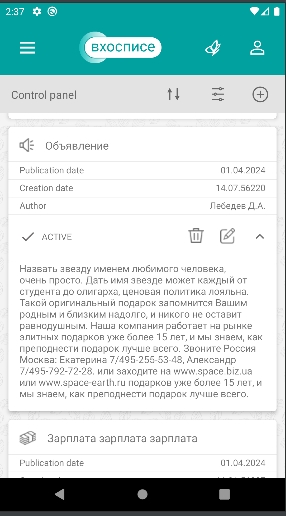 2:37
вхосписе
Control panel
Объявление
Publication date 01.04.2024
Creation date 14.07.56220
Author Лебедев Д.А.
ACTIVE
Назвать звезду именем любимого человека,
очень просто. Дать имя звезде может каждый от
студента до олигарха, ценовая политика лояльна.
Такой оригинальный подарок запомнится Вашим
родным и близким надолго, и никого не оставит
равнодушным. Наша компания работает на рынке
элитных подарков уже более 15 лет, и мы знаем, как
преподнести подарок лучше всего. Звоните Россия
Москва: Екатерина 7/495-255-53-48, Александр
7/495-792-72-28. или заходите на www.space.biz.ua
или www.space-earth.ru подарков уже более 15 лет, и
мы знаем, как преподнести подарок лучше всего.
Зарплата зарплата зарплата
Publication date 01.04.2024